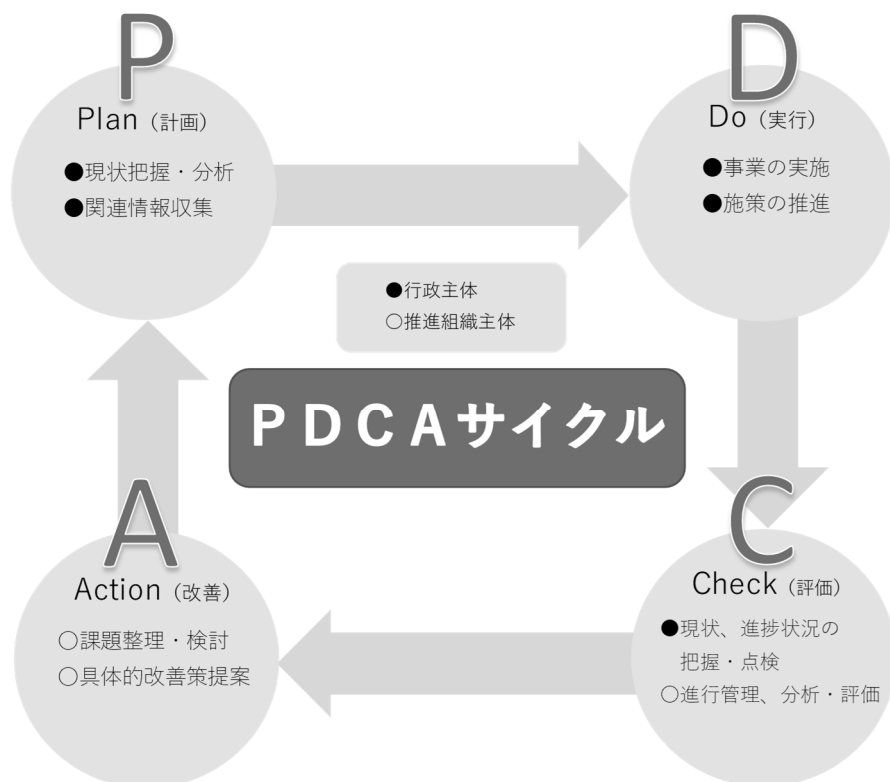 P
Plan（計画）
●現状把握・分析
●関連情報収集
D
Do（実行）
●事業の実施
●施策の推進
●行政主体
○推進組織主体
ＰＤＣＡサイクル
A
Action（改善）
○課題整理・検討
○具体的改善策提案
C
Check（評価）
●現状、進捗状況の
把握・点検
○進行管理、分析・評価